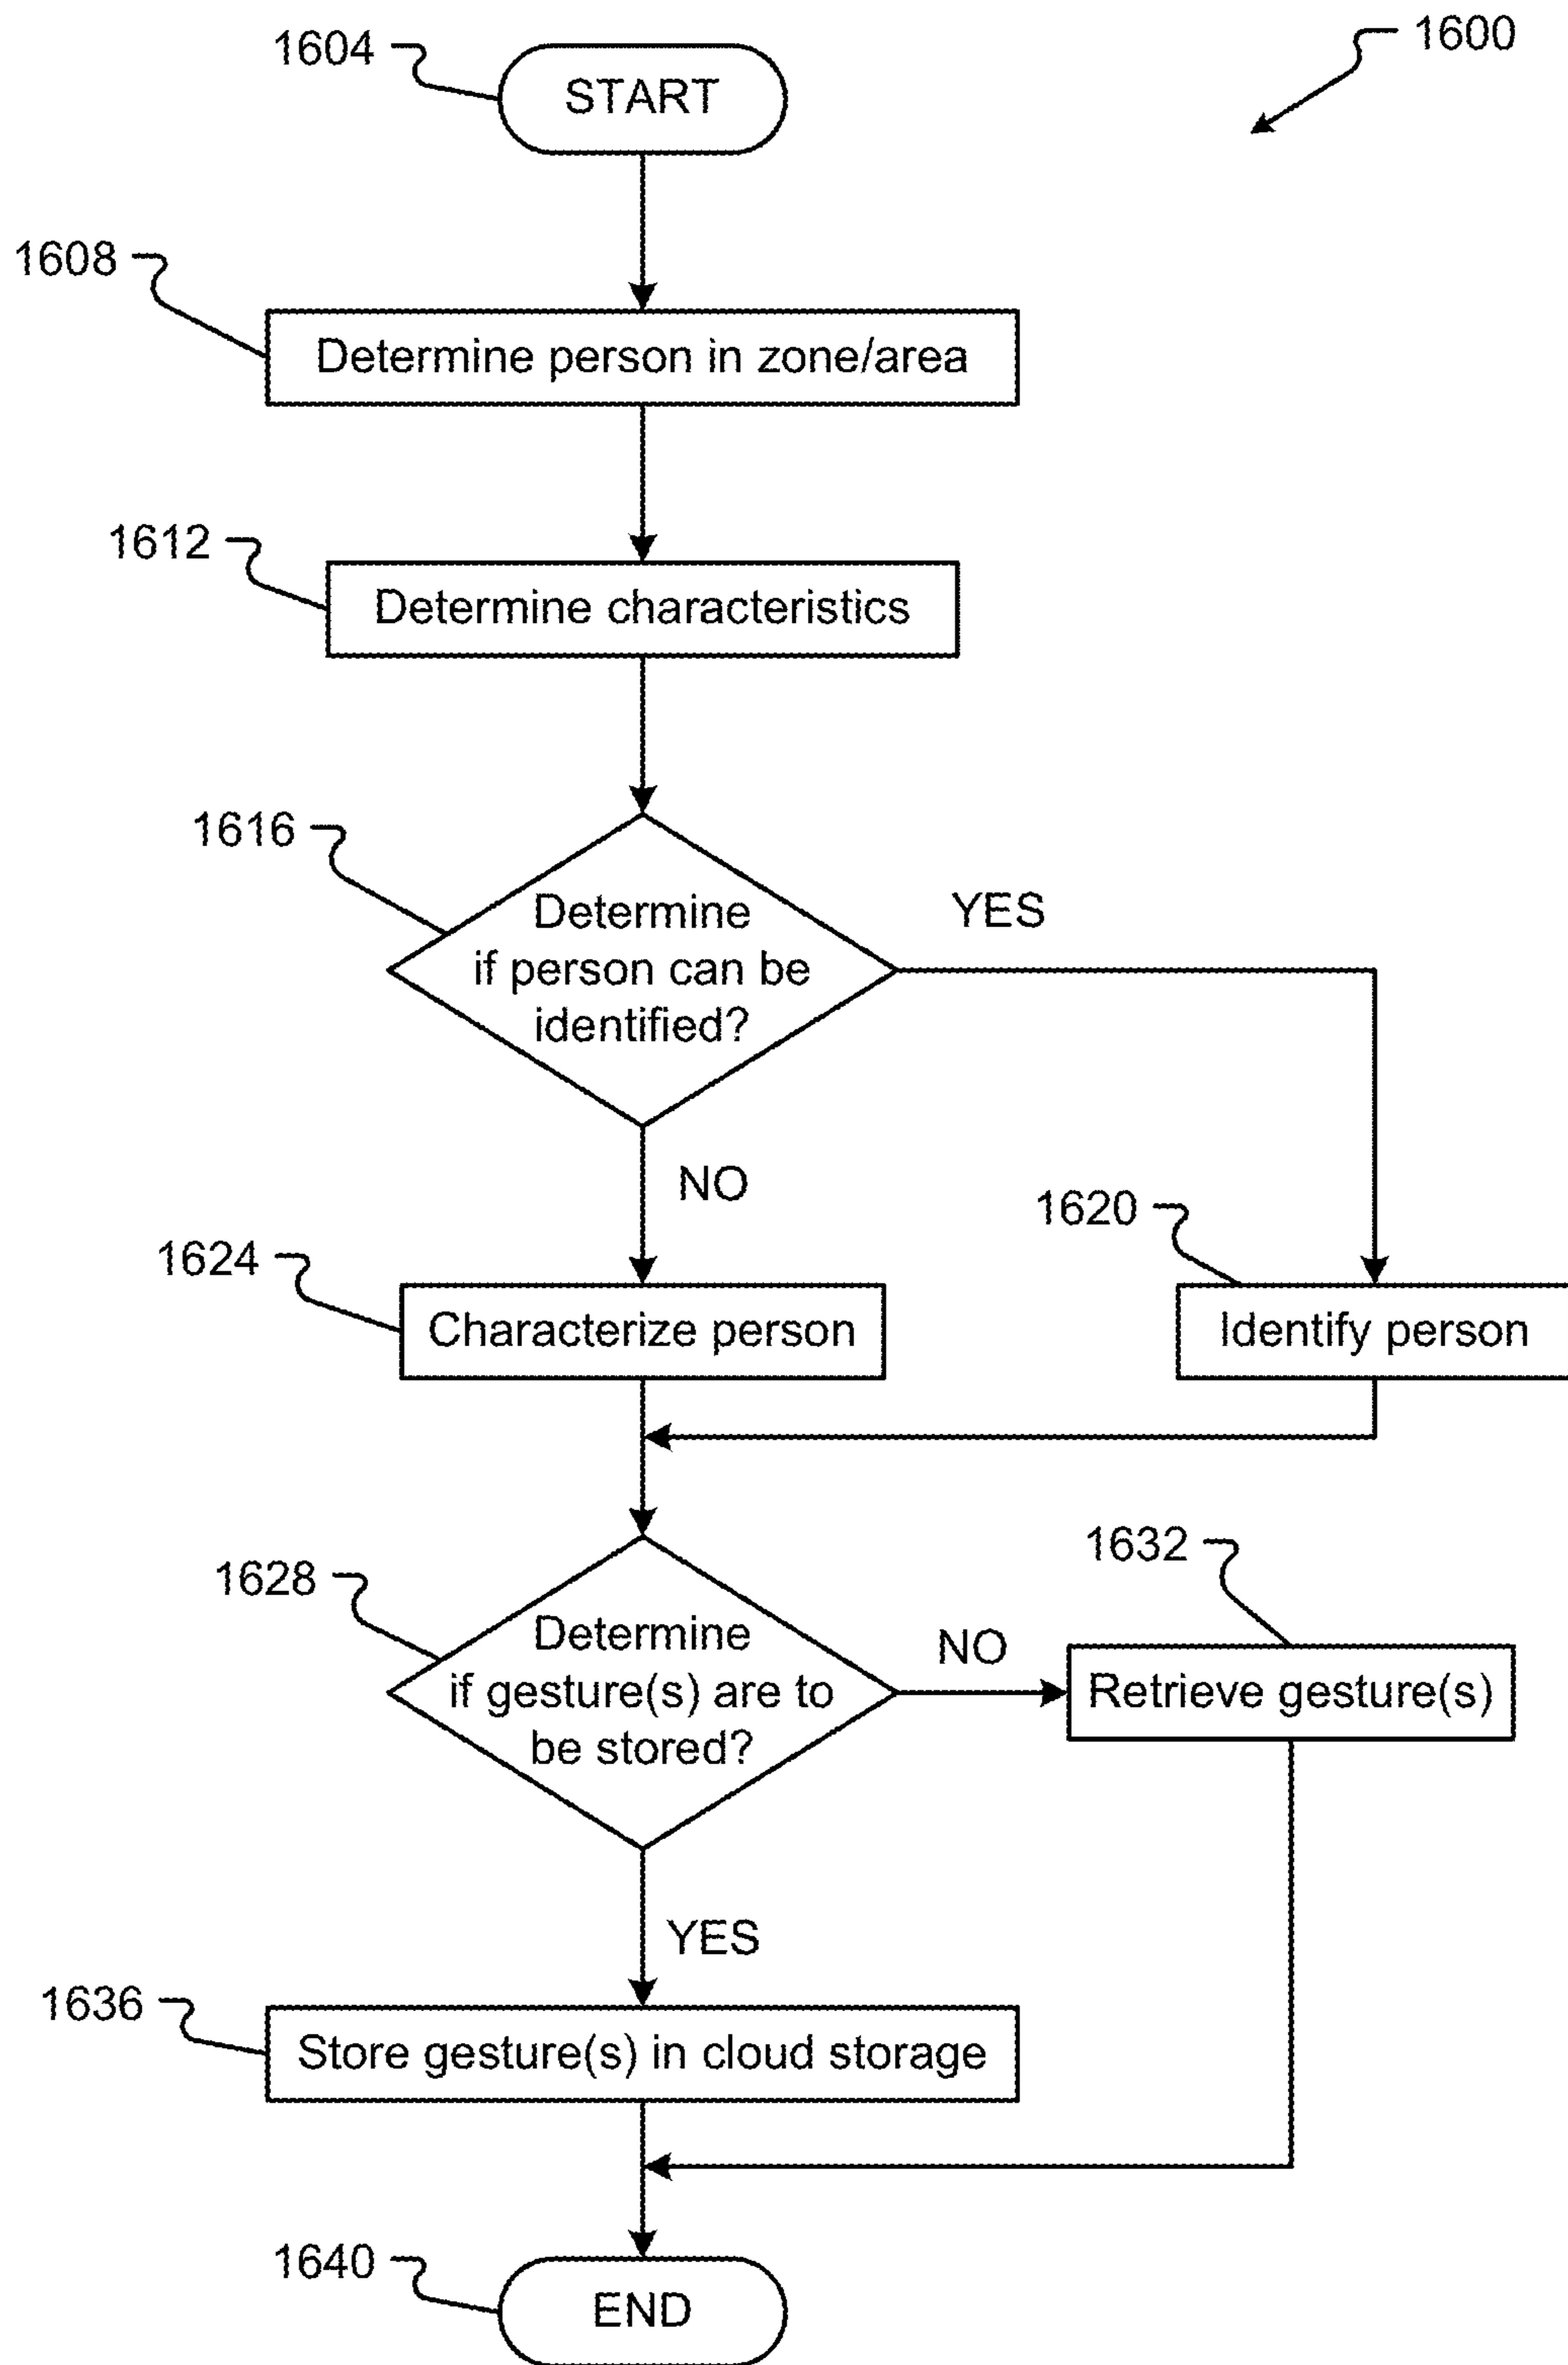 1600
1604
START
1608
Determine person in zone/area
1612
Determine characteristics
1616
Determine
if person can be
identified?
YES
NO
1620
1624
Characterize person
Identify person
1628
1632
Determine
if gesture(s) are to
be stored?
NO
Retrieve gesture(s)
YES
1636
Store gesture(s) in cloud storage
1640
END